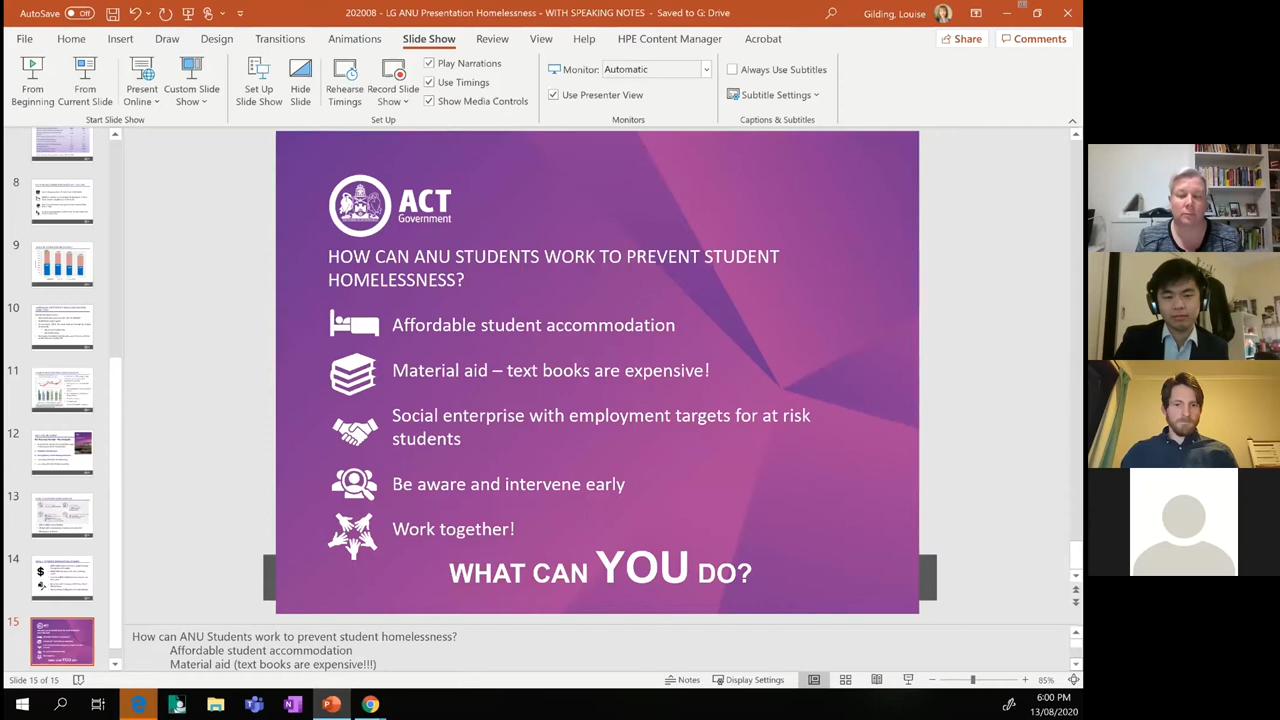 AutoSave Off
202008 - LG ANU Presentation Homelessness - WITH SPEAKING NOTES - Saved to G: Drive
Gilding, Louise
File Home Insert Draw Design Transitions Animations Slide Show Review View Help HPE Content Manager Acrobat Share Comments
From Beginning
From Current Slide
Present Online
Custom Slide Show
Start Slide Show
Set Up Slide Show
Hide Slide
Rehearse Timings
Record Slide Show
Play Narrations
Use Timings
Show Media Controls
Set Up
Monitor: Automatic
Use Presenter View
Monitors
Always Use Subtitles
Subtitle Settings
Captions & Subtitles
8
9
10
11
12
13
14
15
ACT
Government
HOW CAN ANU STUDENTS WORK TO PREVENT STUDENT
HOMELESSNESS?
Affordable student accommodation
Material aid – text books are expensive!
Social enterprise with employment targets for at risk
students
Be aware and intervene early
Work together!
WHAT CAN YOU DO?
How can ANU Students work to prevent student homelessness?
Affordable student accommodation
Material aid (text books are expensive!!!)
Slide 15 of 15
Notes
Display Settings
85%
6:00 PM
13/08/2020